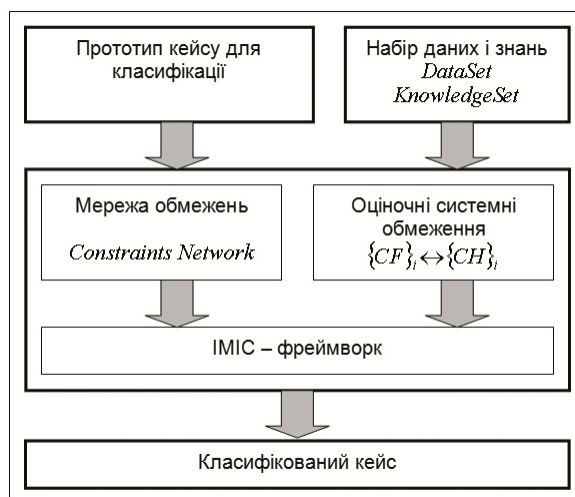 Прототип кейсу для
класифікації
Набір даних і знань
DataSet
KnowledgeSet
Мережа обмежень
Constraints Network
Оціночні системні
обмеження
{CF}i↔{CH}i
ІМІС – фреймворк
Класифікований кейс